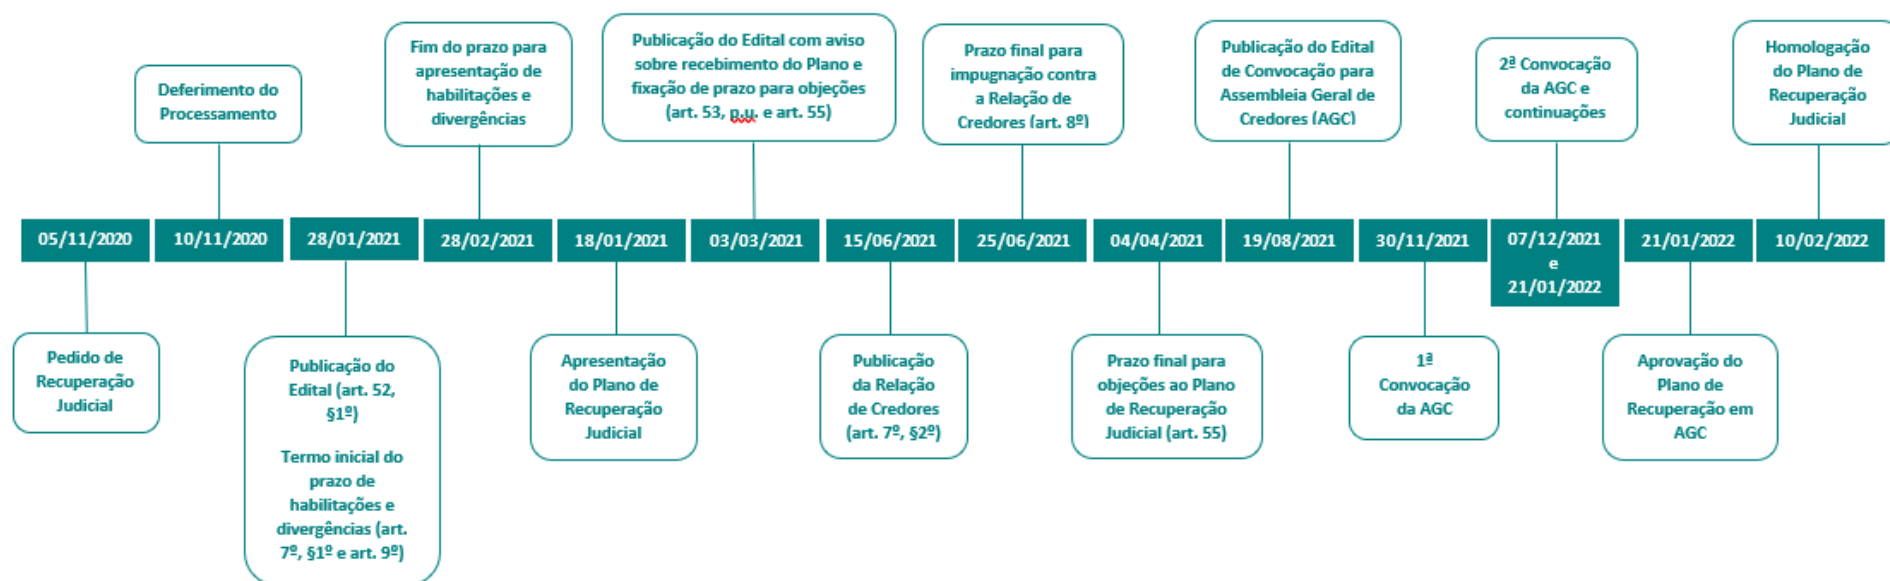 Deferimento do
Processamento
Fim do prazo para
apresentação de
habilitações e
divergências
Publicação do Edital com aviso
sobre recebimento do Plano e
fixação de prazo para objeções
(art. 53, p.u. e art. 55)
Prazo final para
impugnação contra
a Relação de
Credores (art. 8º)
Publicação do Edital
de Convocação para
Assembleia Geral de
Credores (AGC)
2ª Convocação
da AGC e
continuações
Homologação
do Plano de
Recuperação
Judicial
05/11/2020
10/11/2020
28/01/2021
28/02/2021
18/01/2021
03/03/2021
15/06/2021
25/06/2021
04/04/2021
19/08/2021
30/11/2021
07/12/2021
e
21/01/2022
21/01/2022
10/02/2022
Pedido de
Recuperação
Judicial
Publicação do
Edital (art. 52,
§1º)
Termo inicial do
prazo de
habilitações e
divergências (art.
7º, §1º e art. 9º)
Apresentação
do Plano de
Recuperação
Judicial
Publicação
da Relação
de Credores
(art. 7º, §2º)
Prazo final para
objeções ao Plano
de Recuperação
Judicial (art. 55)
1ª
Convocação
da AGC
Aprovação do
Plano de
Recuperação em
AGC